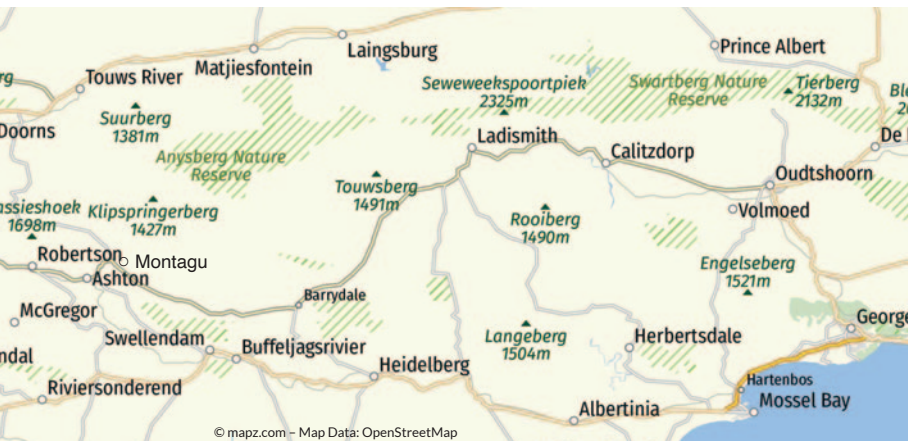 Prince Albert
Laingsburg
Matjiesfontein
Touws River
Seweweekspoortpiek
2325m
Swartberg Nature
Reserve
Tierberg
2132m
Suurberg
1381m
Doorns
Ladismith
Calitzdorp
De
Anysberg Nature
Reserve
Touwsberg
1491m
Oudtshoorn
Volmoed
assieshoek
1698m
Klipspringerberg
1427m
Rooiberg
1490m
Robertson
Montagu
Ashton
Engelseberg
1521m
Barrydale
McGregor
George
Swellendam
Buffeljagsrivier
Langeberg
1504m
Herbertsdale
ndal
Heidelberg
Riviersonderend
Hartenbos
Mossel Bay
Albertinia
© mapz.com – Map Data: OpenStreetMap